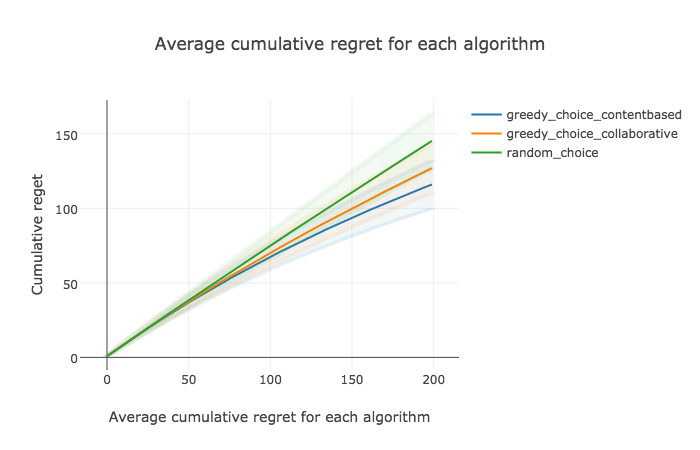 Average cumulative regret for each algorithm
greedy_choice_contentbased
greedy_choice_collaborative
random_choice
Cumulative reget
150
100
50
0
0 50 100 150 200
Average cumulative regret for each algorithm